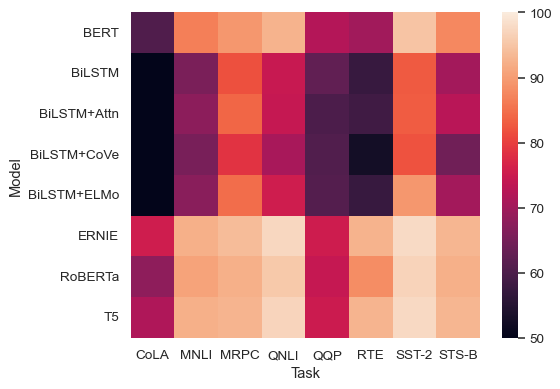 BERT
BiLSTM
BiLSTM+Attn
BiLSTM+CoVe
BiLSTM+ELMo
ERNIE
RoBERTa
T5
Model
CoLA MNLI MRPC QNLI QQP RTE SST-2 STS-B
Task
100
90
80
70
60
50